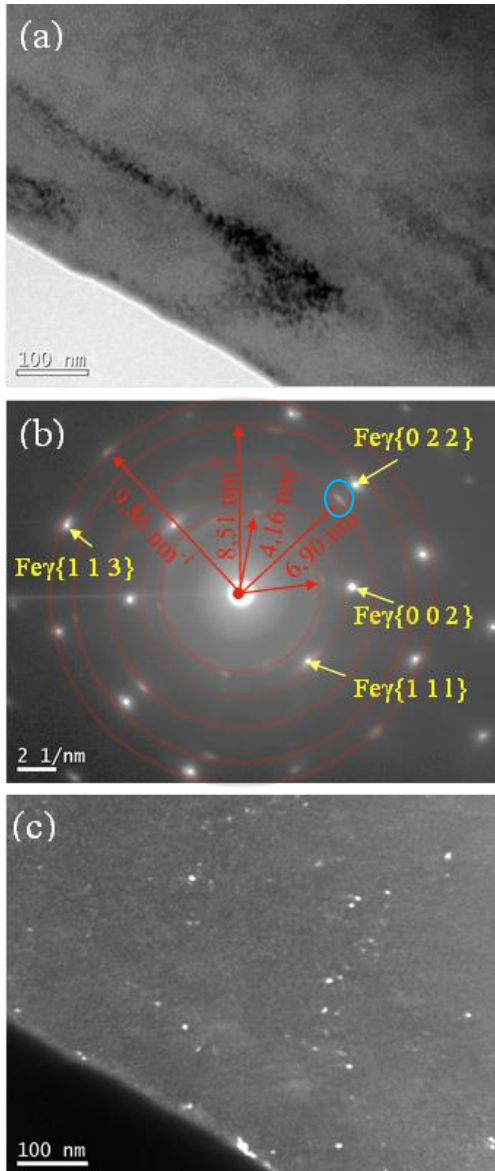 (a)
100 nm
(b)
Feγ{0 2 2}
9,86 nm⁻¹
8,51 nm⁻¹
4,16 nm⁻¹
6,90 nm⁻¹
Feγ{1 1 3}
Feγ{0 0 2}
Feγ{1 1 1}
2 1/nm
(c)
100 nm